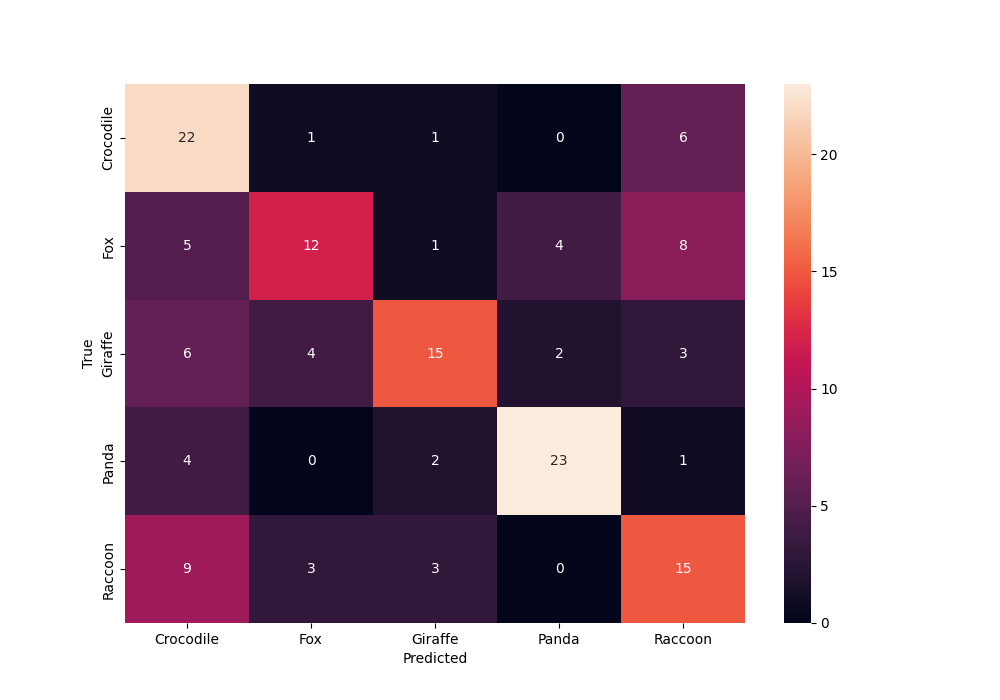 Crocodile 22 1 1 0 6
Fox 5 12 1 4 8
Giraffe 6 4 15 2 3
Panda 4 0 2 23 1
Raccoon 9 3 3 0 15
True
Crocodile Fox Giraffe Panda Raccoon
Predicted
20
15
10
5
0